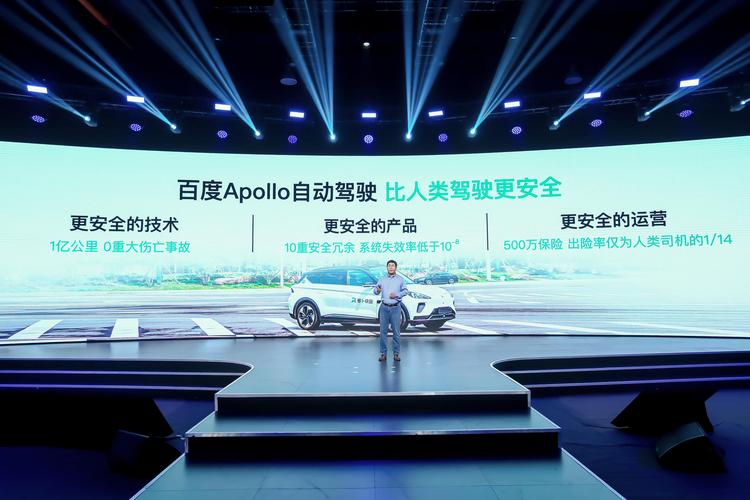 百度Apollo自动驾驶 比人类驾驶更安全
更安全的技术
1亿公里 0重大伤亡事故
更安全的产品
10重安全冗余 系统失效率低于10⁻⁸
更安全的运营
500万保险 出险率仅为人类司机的1/14
萝卜快跑